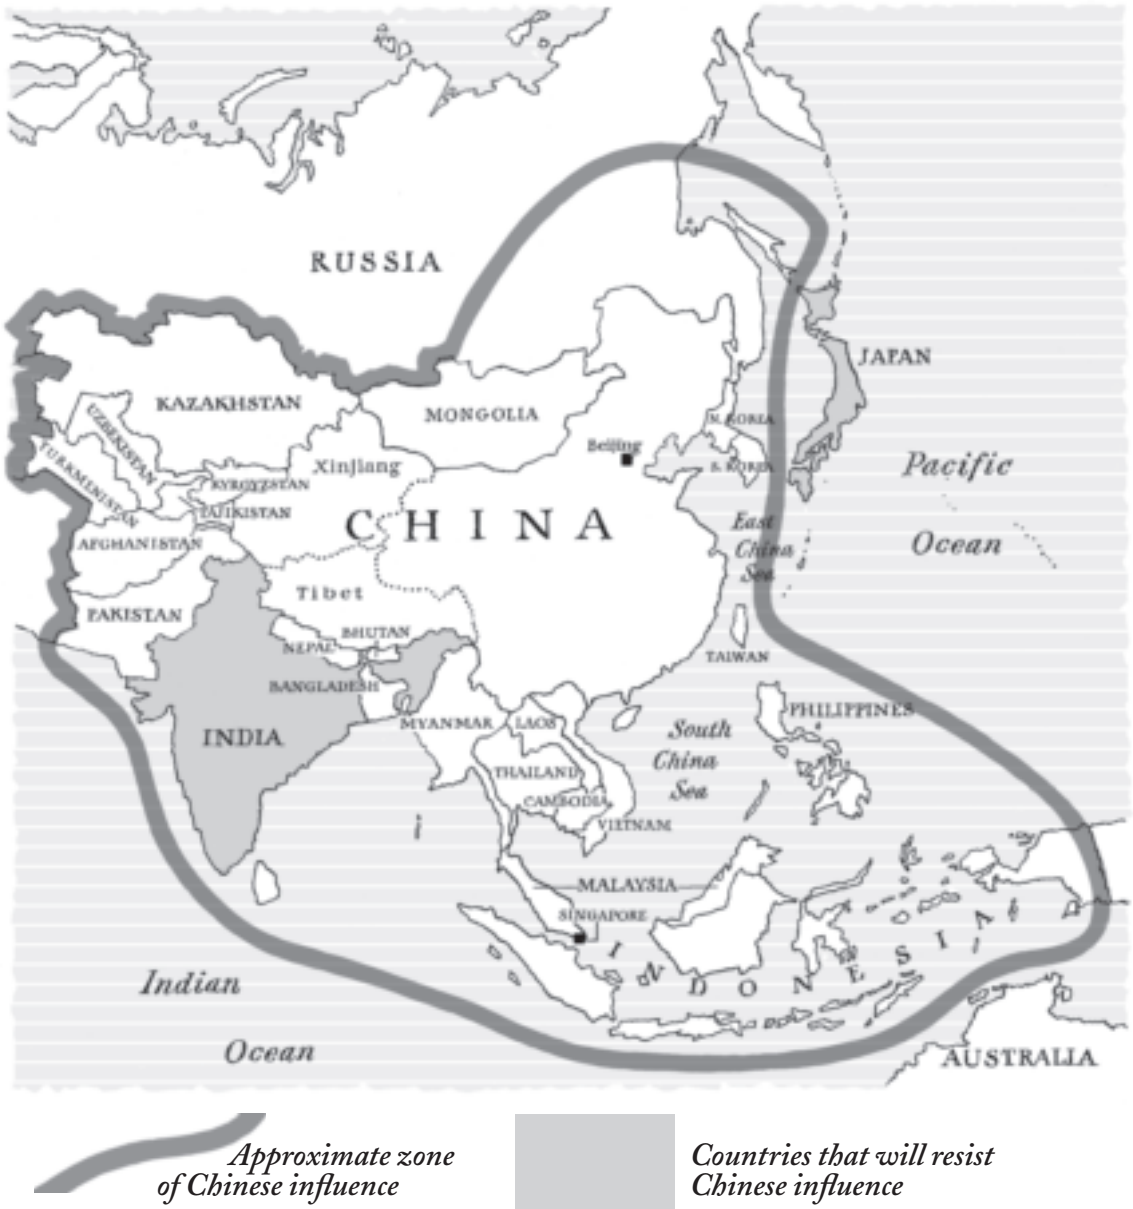 RUSSIA
JAPAN
KAZAKHSTAN
MONGOLIA
UZBEKISTAN
N. KOREA
Beijing
TURKMENISTAN
XinJiang
S. KOREA
Pacific
KYRGYZSTAN
TAJIKISTAN
CHINA
East
China
Sea
Ocean
AFGHANISTAN
Tibet
PAKISTAN
BHUTAN
NEPAL
TAIWAN
BANGLADESH
PHILIPPINES
MYANMAR
LAOS
INDIA
South
China
Sea
THAILAND
CAMBODIA
VIETNAM
i
MALAYSIA
SINGAPORE
INDONESIA
Indian
Ocean
AUSTRALIA
Approximate zone
of Chinese influence
Countries that will resist
Chinese influence